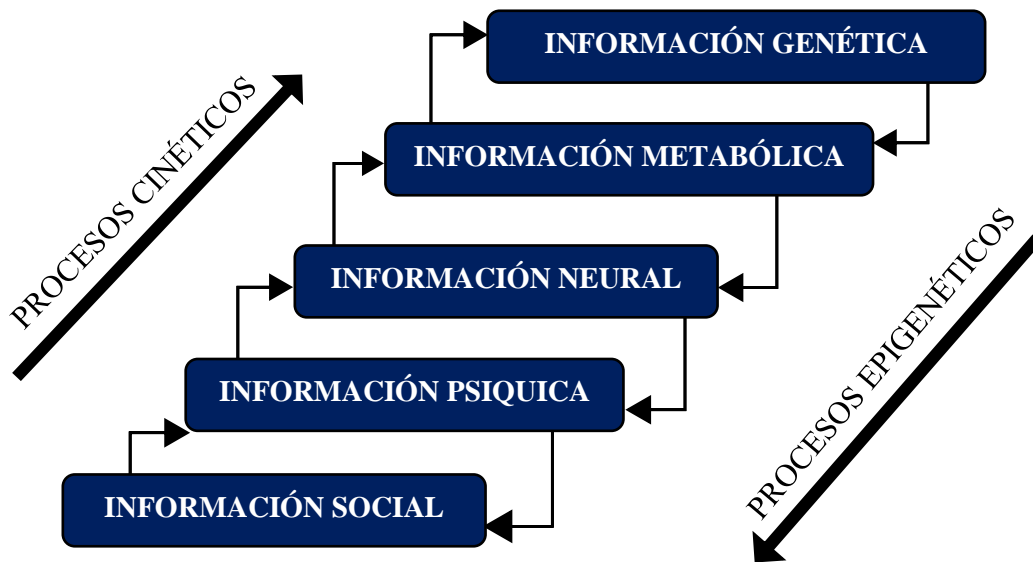 INFORMACIÓN GENÉTICA
PROCESOS CINÉTICOS
INFORMACIÓN METABÓLICA
INFORMACIÓN NEURAL
PROCESOS EPIGENÉTICOS
INFORMACIÓN PSIQUICA
INFORMACIÓN SOCIAL